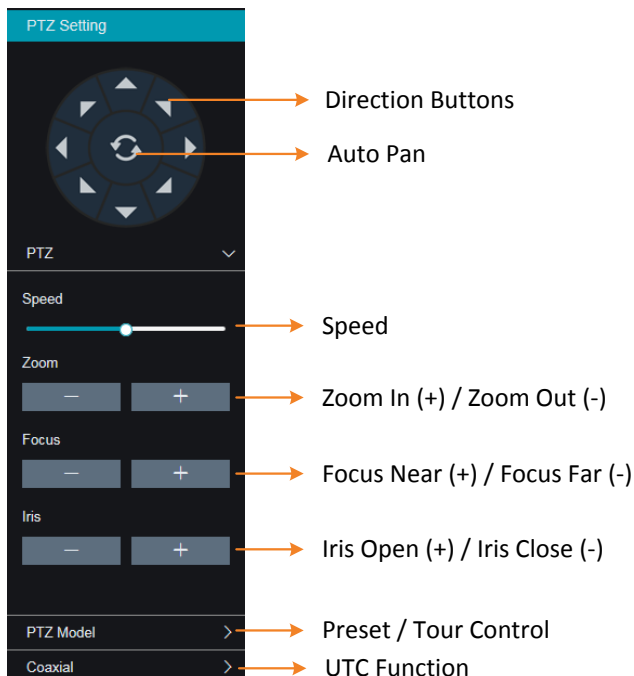 PTZ Setting
Direction Buttons
Auto Pan
PTZ
Speed
Speed
Zoom
— +
Zoom In (+) / Zoom Out (-)
Focus
— +
Focus Near (+) / Focus Far (-)
Iris
— +
Iris Open (+) / Iris Close (-)
PTZ Model
Preset / Tour Control
Coaxial
UTC Function